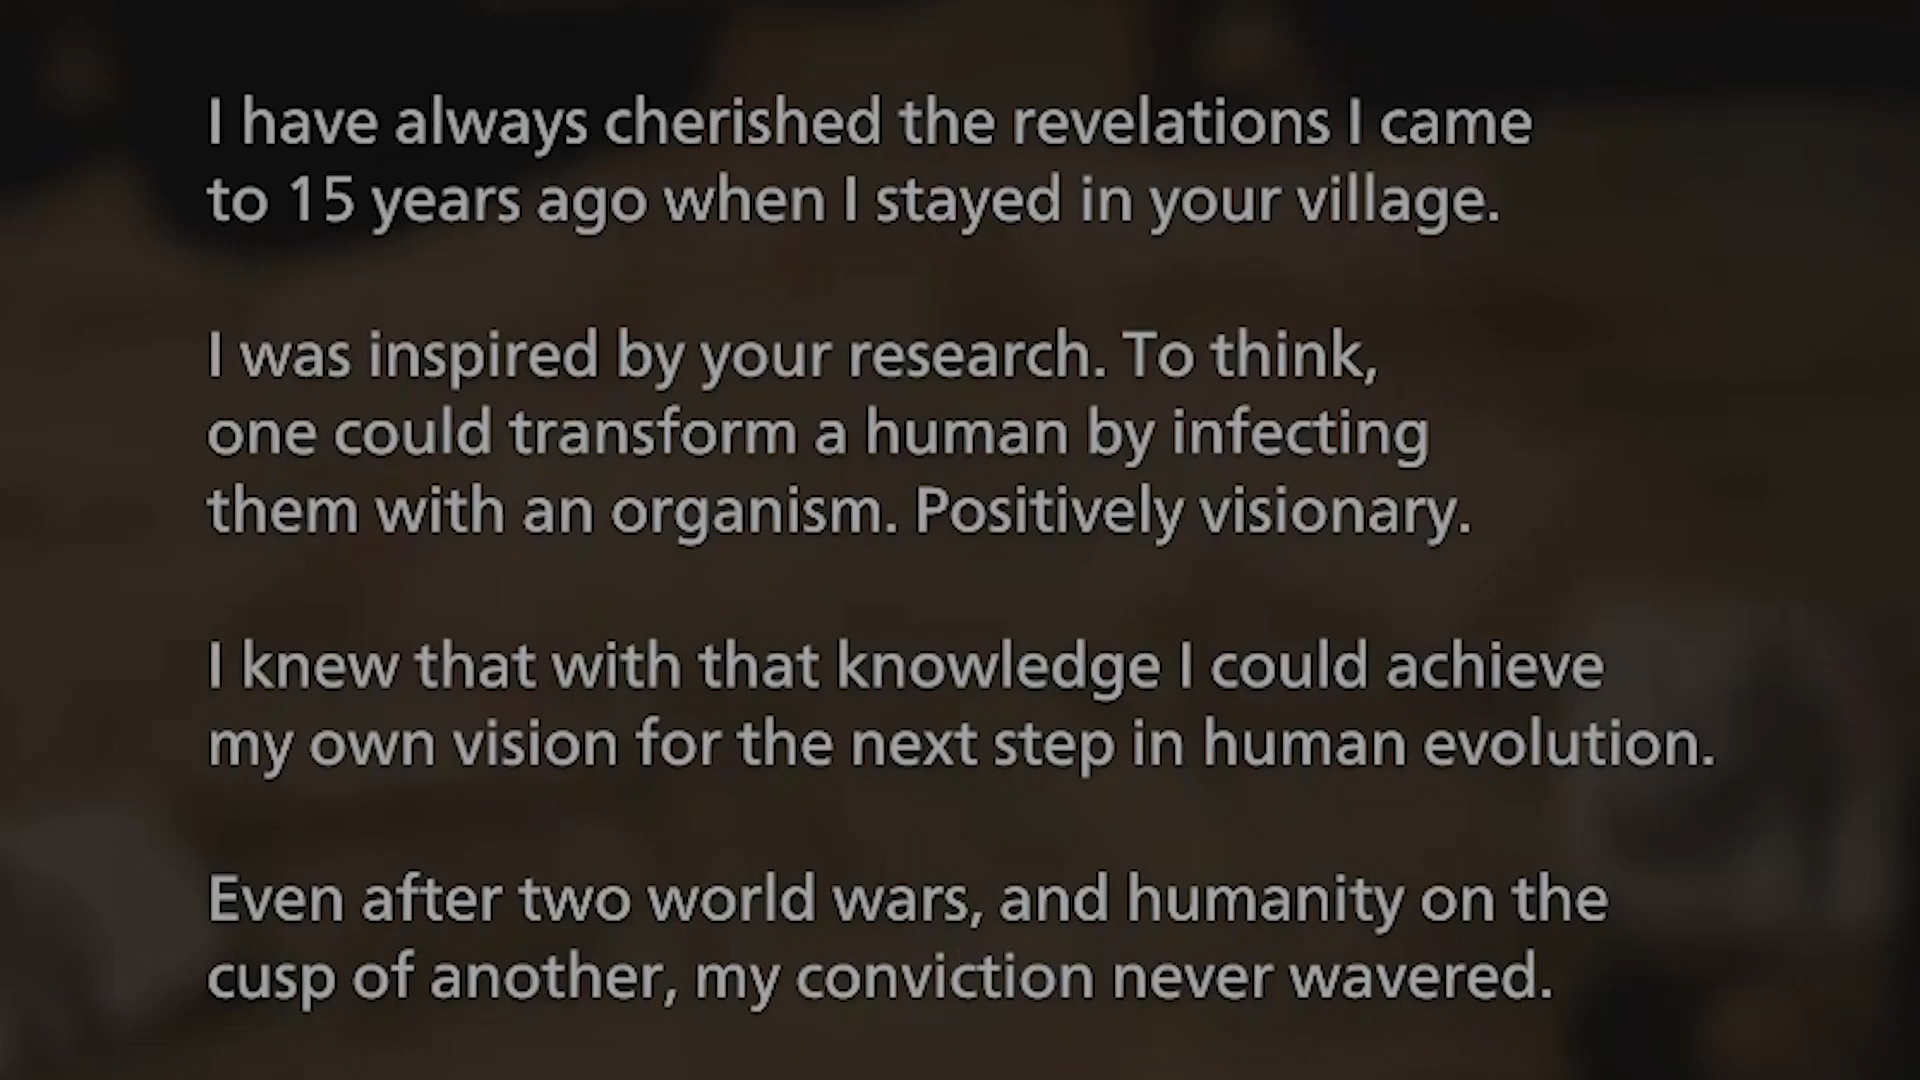 I have always cherished the revelations I came
to 15 years ago when I stayed in your village.
I was inspired by your research. To think,
one could transform a human by infecting
them with an organism. Positively visionary.
I knew that with that knowledge I could achieve
my own vision for the next step in human evolution.
Even after two world wars, and humanity on the
cusp of another, my conviction never wavered.